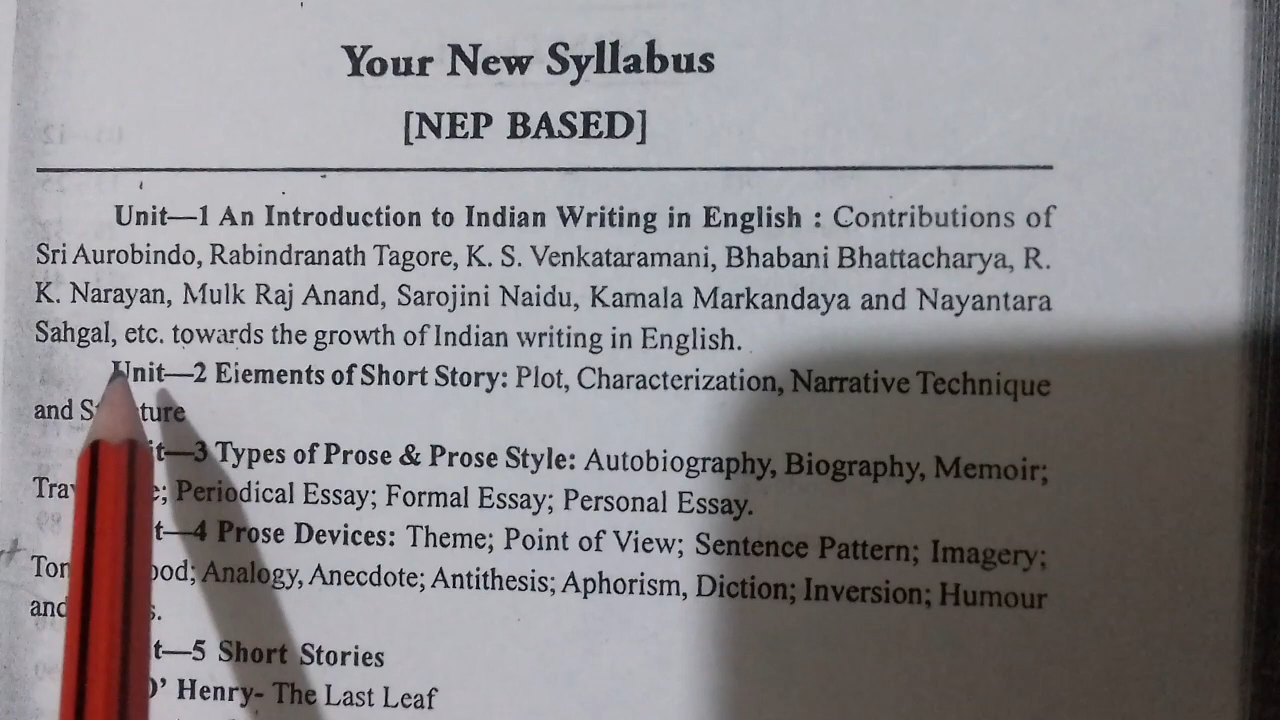 Your New Syllabus
[NEP BASED]
Unit—1 An Introduction to Indian Writing in English : Contributions of
Sri Aurobindo, Rabindranath Tagore, K. S. Venkataramani, Bhabani Bhattacharya, R.
K. Narayan, Mulk Raj Anand, Sarojini Naidu, Kamala Markandaya and Nayantara
Sahgal, etc. towards the growth of Indian writing in English.
Unit—2 Eiements of Short Story: Plot, Characterization, Narrative Technique
and
t—3 Types of Prose & Prose Style: Autobiography, Biography, Memoir;
Periodical Essay; Formal Essay; Personal Essay.
t—4 Prose Devices: Theme; Point of View; Sentence Pattern; Imagery;
Analogy, Anecdote; Antithesis; Aphorism, Diction; Inversion; Humour
and
t—5 Short Stories
Henry- The Last Leaf